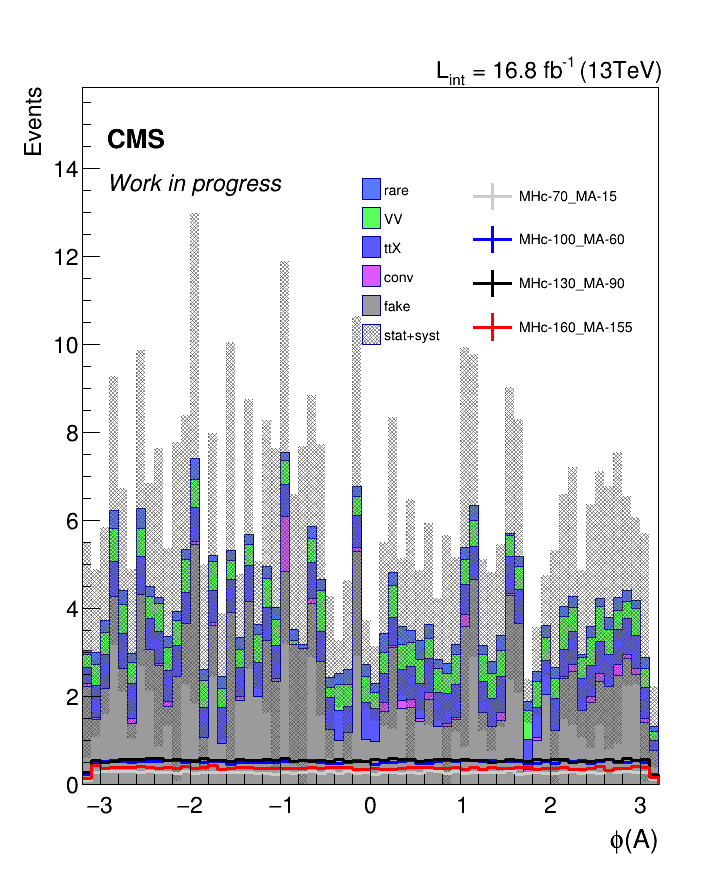 L_int = 16.8 fb^-1 (13TeV)
Events
CMS
Work in progress
rare
VV
ttX
conv
fake
stat+syst
MHc-70_MA-15
MHc-100_MA-60
MHc-130_MA-90
MHc-160_MA-155
14
12
10
8
6
4
2
0
−3 −2 −1 0 1 2 3
ϕ(A)